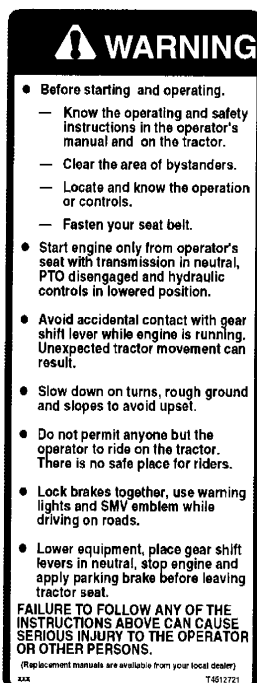 WARNING
● Before starting and operating.
— Know the operating and safety
instructions in the operator's
manual and on the tractor.
— Clear the area of bystanders.
— Locate and know the operation
or controls.
— Fasten your seat belt.
● Start engine only from operator's
seat with transmission in neutral,
PTO disengaged and hydraulic
controls in lowered position.
● Avoid accidental contact with gear
shift lever while engine is running.
Unexpected tractor movement can
result.
● Slow down on turns, rough ground
and slopes to avoid upset.
● Do not permit anyone but the
operator to ride on the tractor.
There is no safe place for riders.
● Lock brakes together, use warning
lights and SMV emblem while
driving on roads.
● Lower equipment, place gear shift
levers in neutral, stop engine and
apply parking brake before leaving
tractor seat.
FAILURE TO FOLLOW ANY OF THE
INSTRUCTIONS ABOVE CAN CAUSE
SERIOUS INJURY TO THE OPERATOR
OR OTHER PERSONS.
(Replacement manuals are available from your local dealer)
xxx T4512721